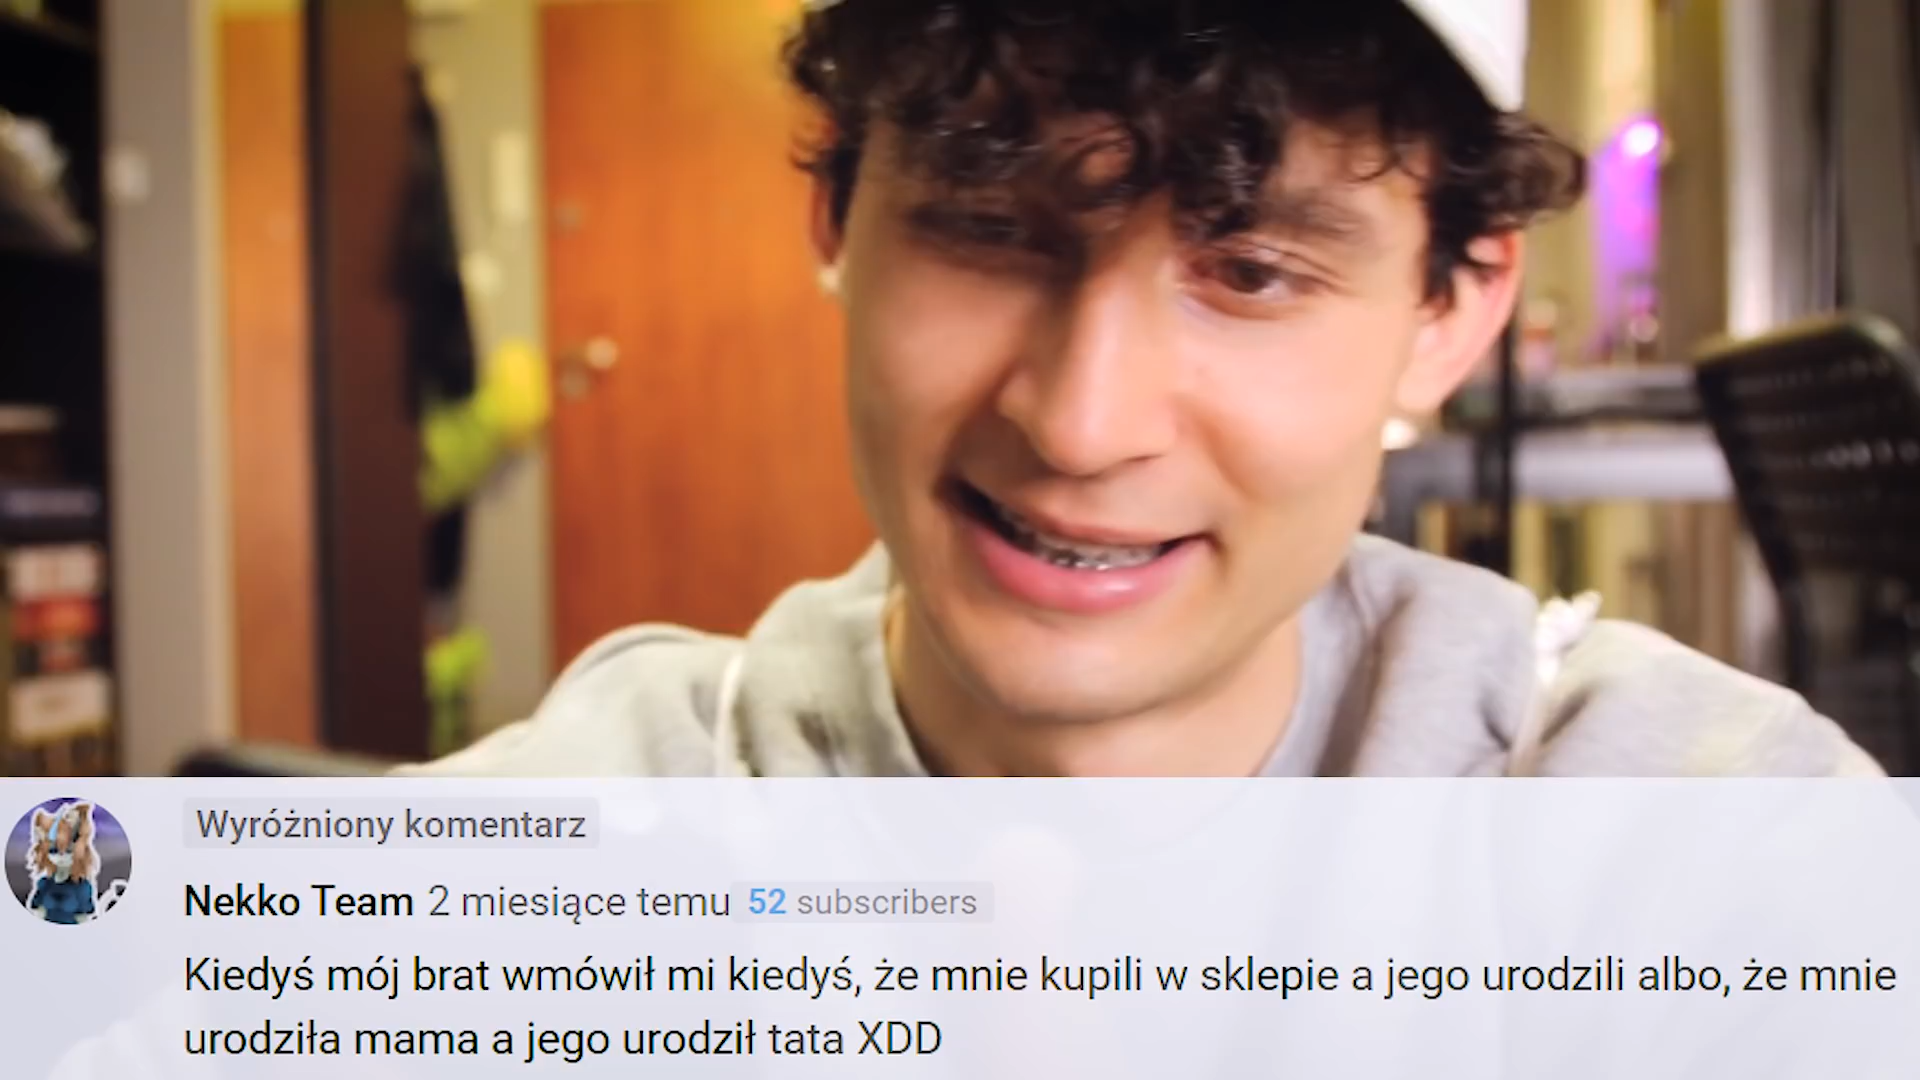 Wyróżniony komentarz
Nekko Team 2 miesiące temu 52 subscribers
Kiedyś mój brat wmówił mi kiedyś, że mnie kupili w sklepie a jego urodzili albo, że mnie
urodziła mama a jego urodził tata XDD